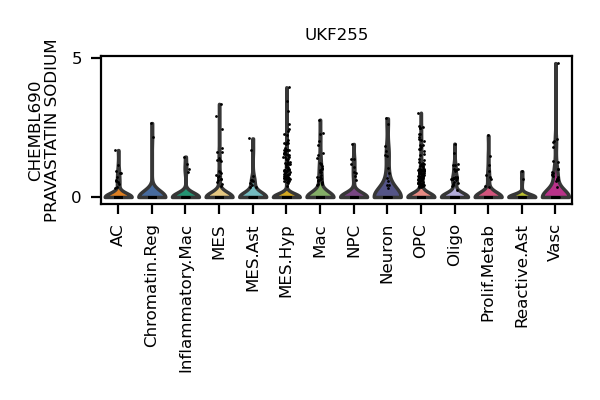 UKF255
CHEMBL690
PRAVASTATIN SODIUM
5
0
AC
Chromatin.Reg
Inflammatory.Mac
MES
MES.Ast
MES.Hyp
Mac
NPC
Neuron
OPC
Oligo
Prolif.Metab
Reactive.Ast
Vasc